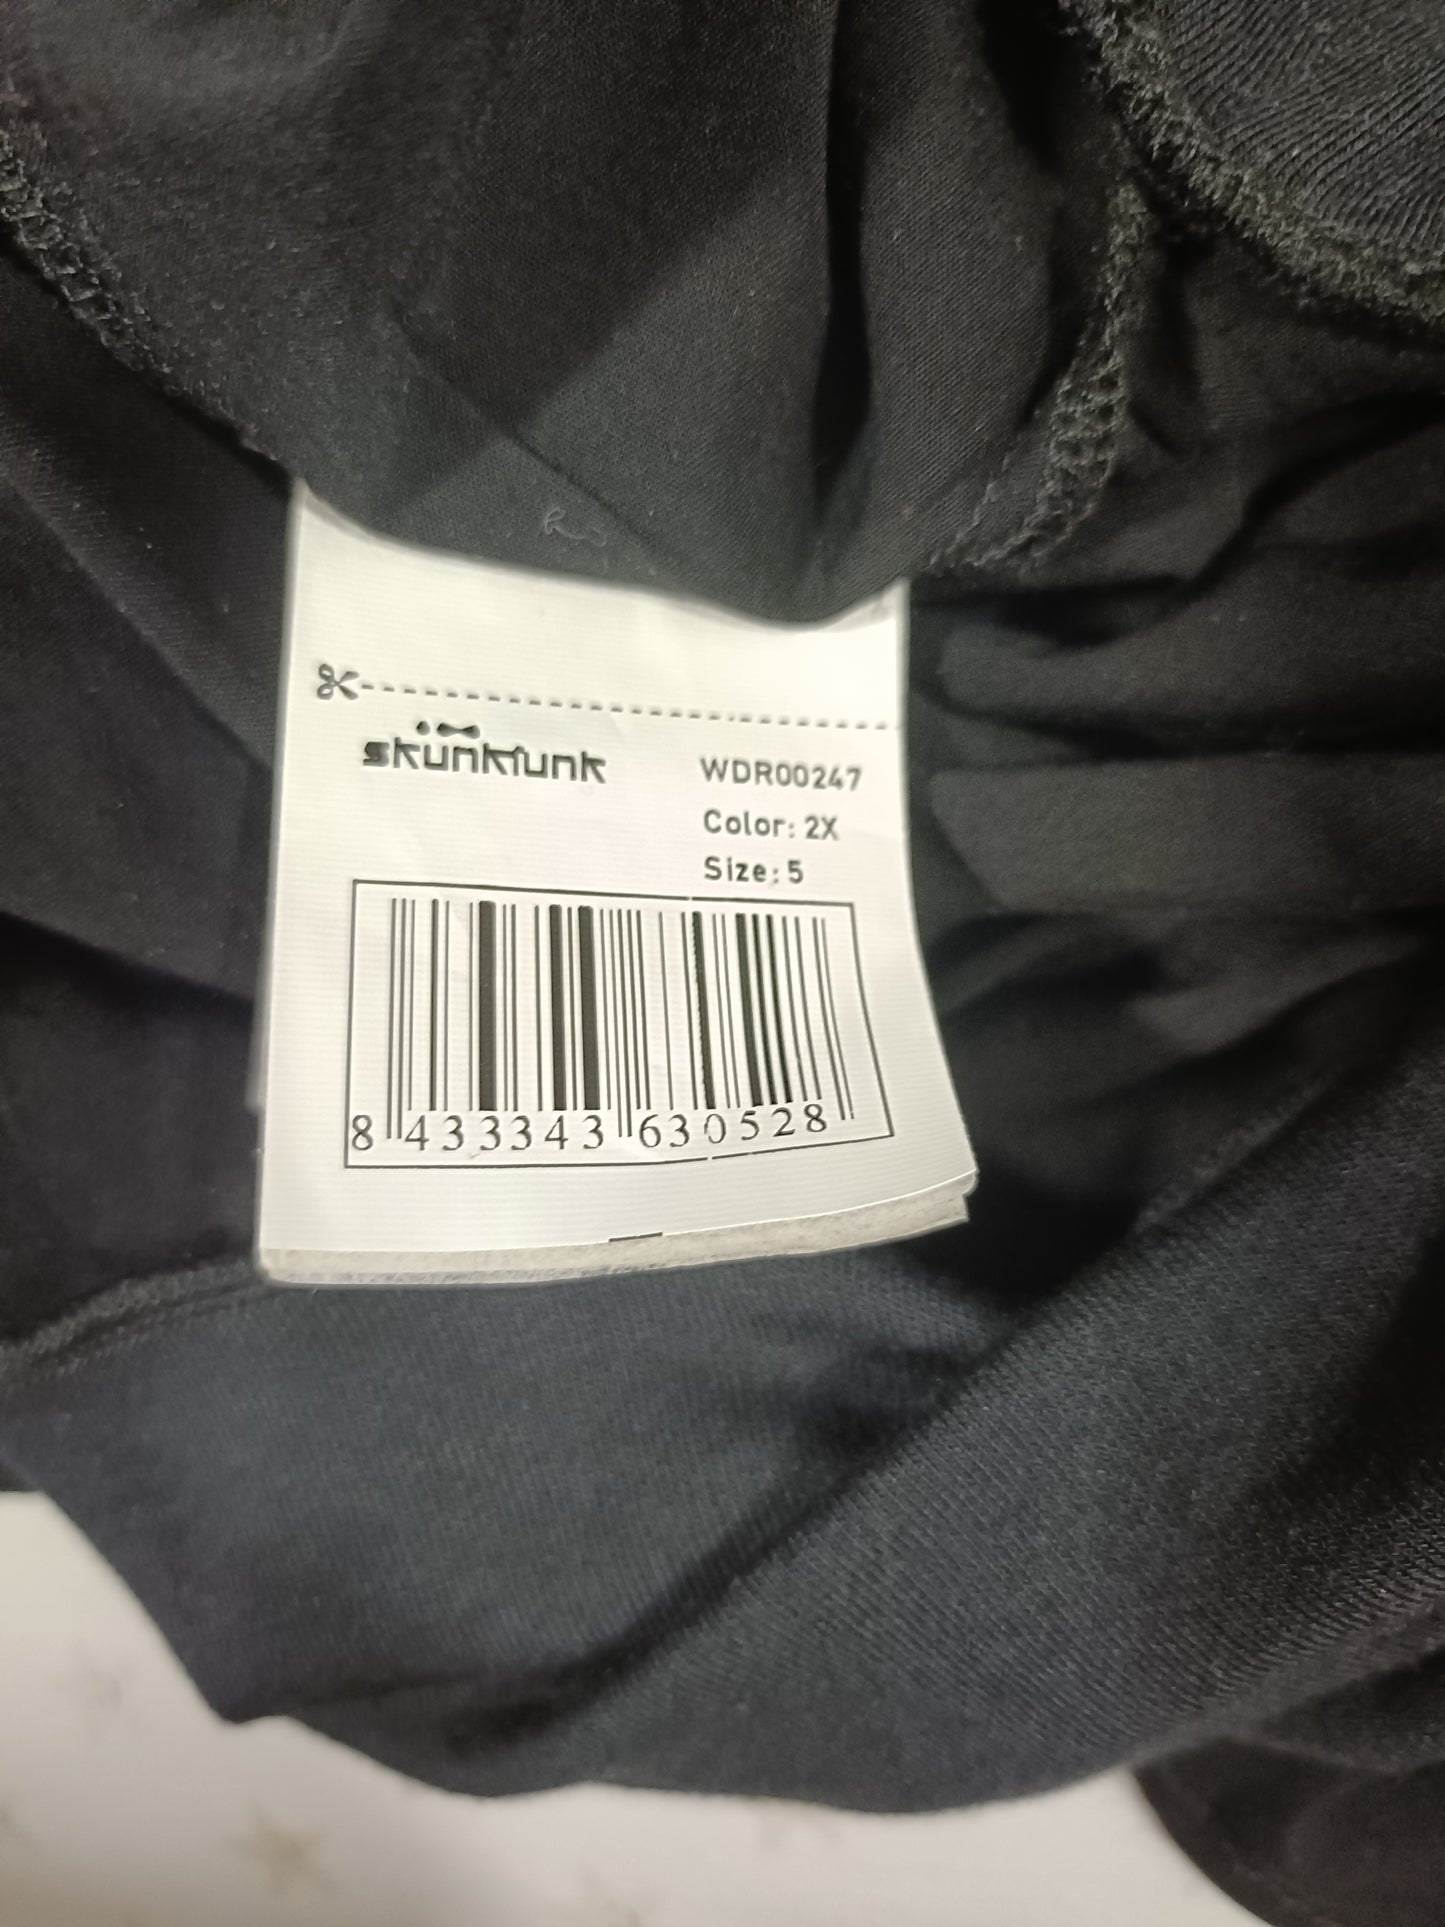 skunkfunk
WDR00247
Color: 2X
Size: 5
8 433343 630528